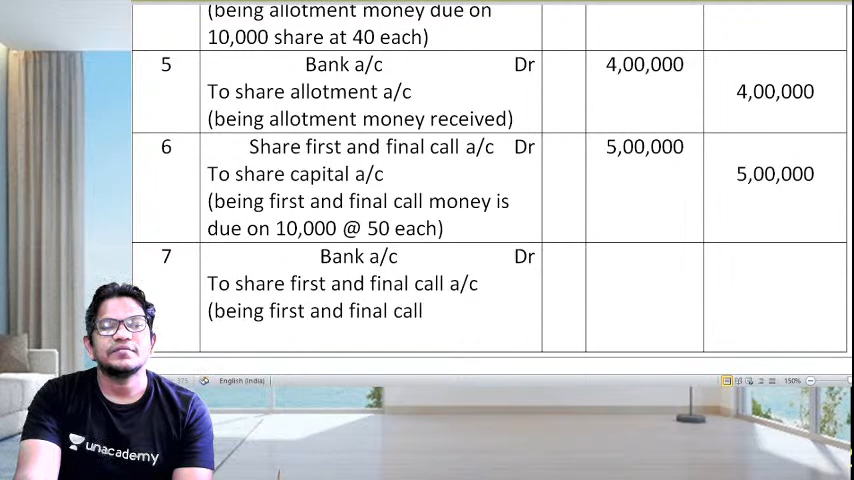 (being allotment money due on
10,000 share at 40 each)
5 Bank a/c Dr 4,00,000
To share allotment a/c 4,00,000
(being allotment money received)
6 Share first and final call a/c Dr 5,00,000
To share capital a/c 5,00,000
(being first and final call money is
due on 10,000 @ 50 each)
7 Bank a/c Dr
To share first and final call a/c
(being first and final call
375 English (India) 150%
unacademy